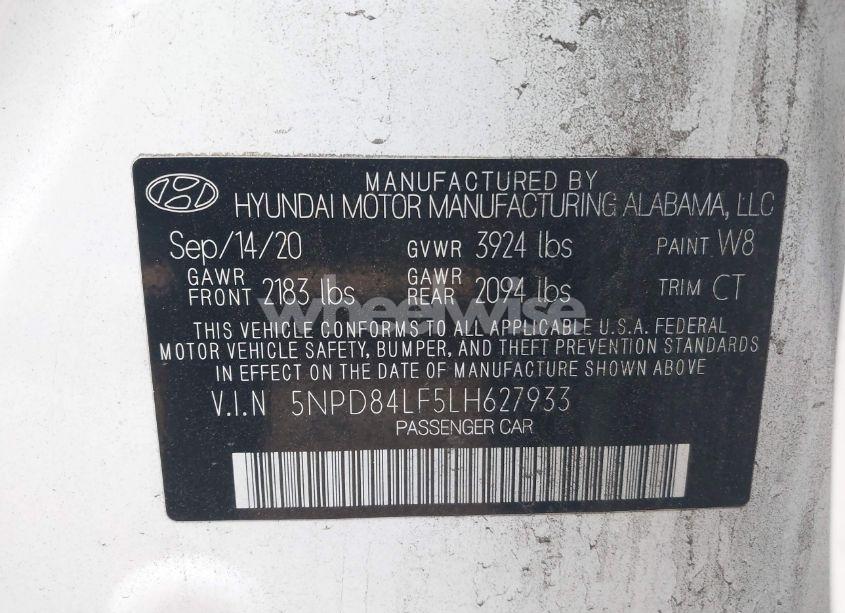 MANUFACTURED BY
HYUNDAI MOTOR MANUFACTURING ALABAMA, LLC
Sep/14/20 GVWR 3924 lbs PAINT W8
GAWR FRONT 2183 lbs GAWR REAR 2094 lbs TRIM CT
wheelwise
THIS VEHICLE CONFORMS TO ALL APPLICABLE U.S.A. FEDERAL
MOTOR VEHICLE SAFETY, BUMPER, AND THEFT PREVENTION STANDARDS
IN EFFECT ON THE DATE OF MANUFACTURE SHOWN ABOVE
V.I.N 5NPD84LF5LH627933
PASSENGER CAR